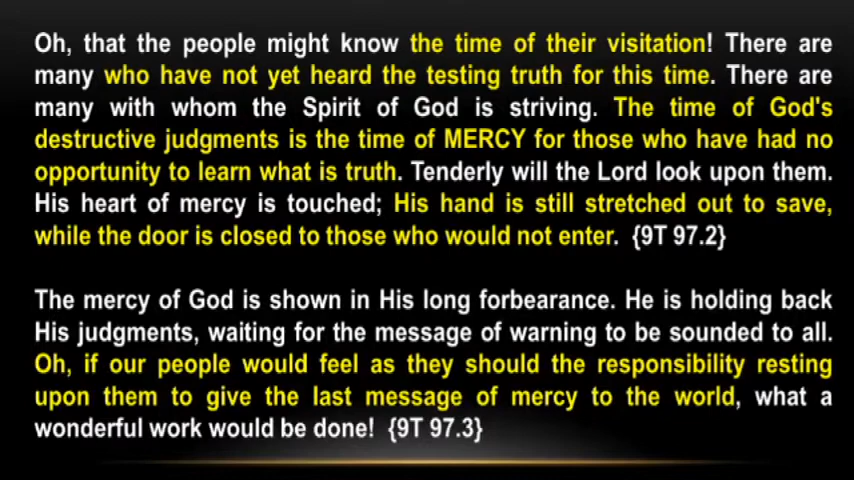 Oh, that the people might know the time of their visitation! There are
many who have not yet heard the testing truth for this time. There are
many with whom the Spirit of God is striving. The time of God's
destructive judgments is the time of MERCY for those who have had no
opportunity to learn what is truth. Tenderly will the Lord look upon them.
His heart of mercy is touched; His hand is still stretched out to save,
while the door is closed to those who would not enter. {9T 97.2}
The mercy of God is shown in His long forbearance. He is holding back
His judgments, waiting for the message of warning to be sounded to all.
Oh, if our people would feel as they should the responsibility resting
upon them to give the last message of mercy to the world, what a
wonderful work would be done! {9T 97.3}